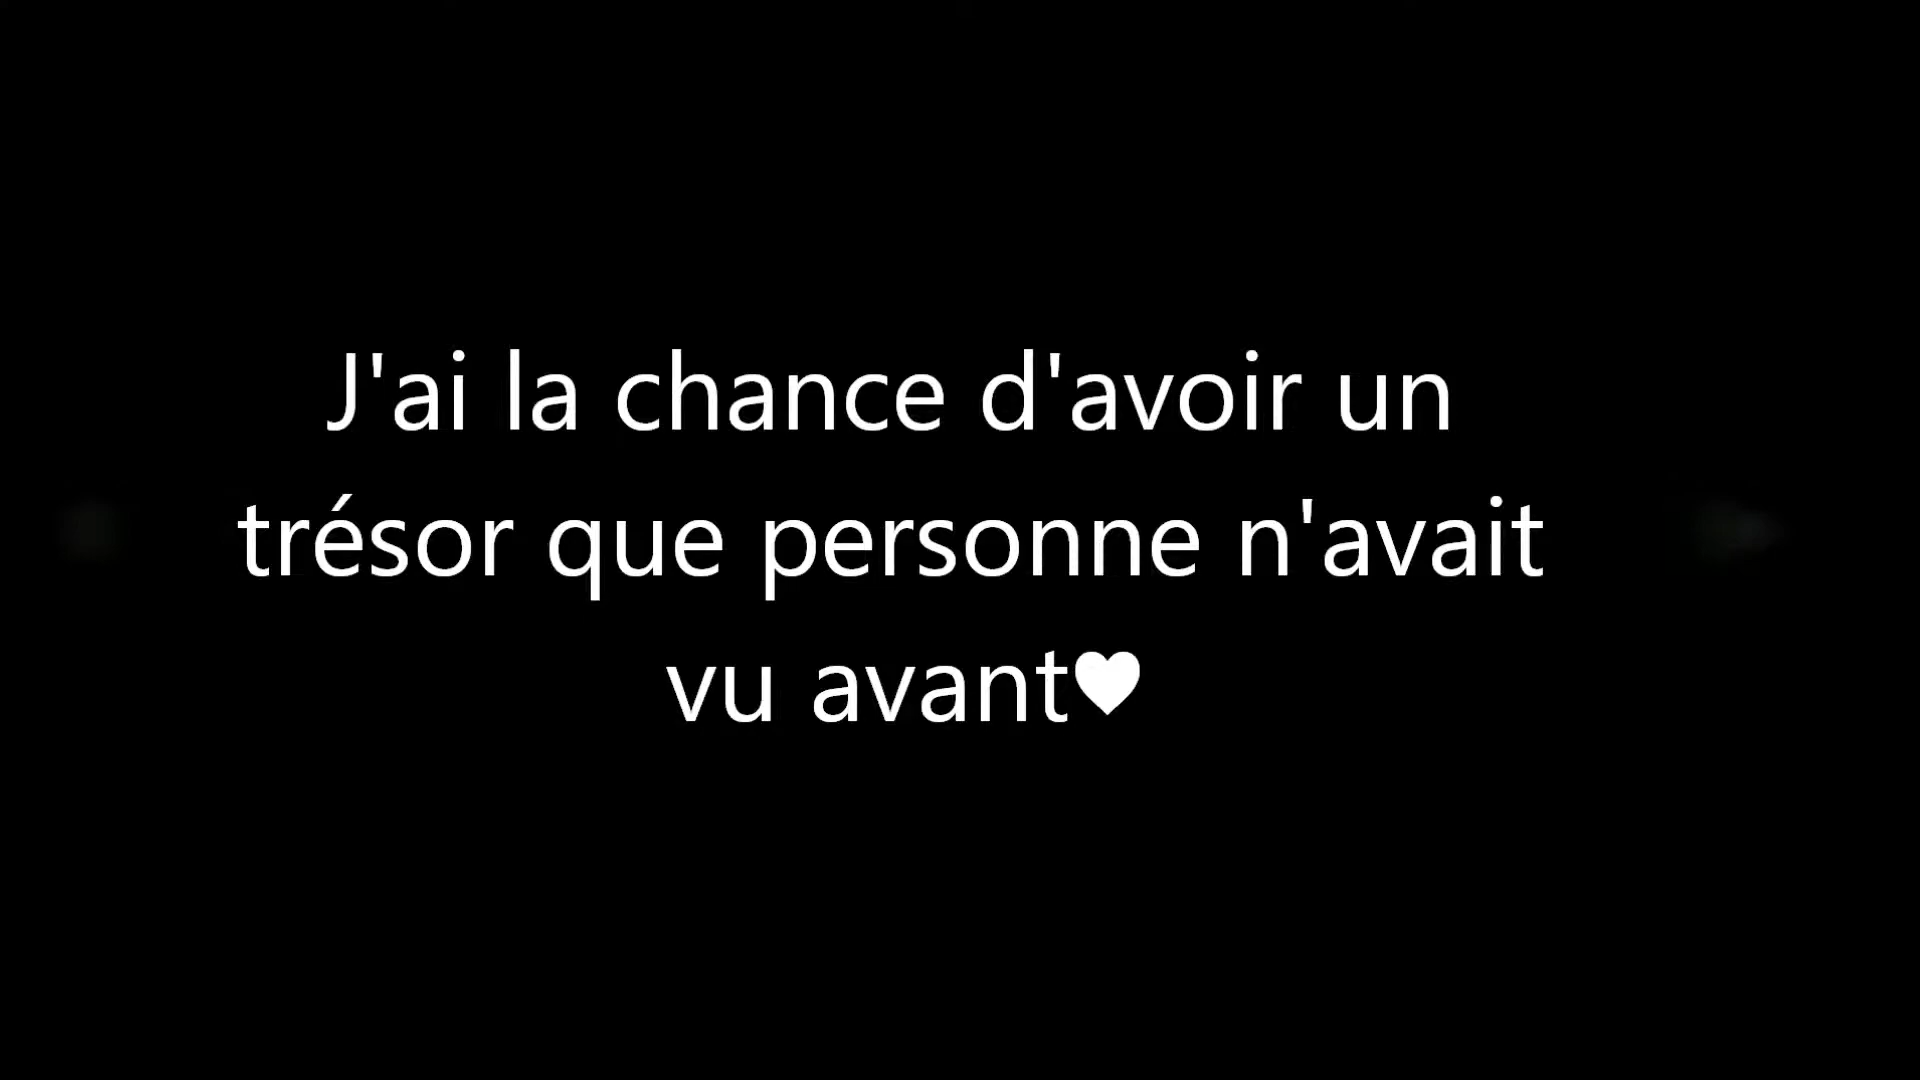 J'ai la chance d'avoir un
trésor que personne n'avait
vu avant♥